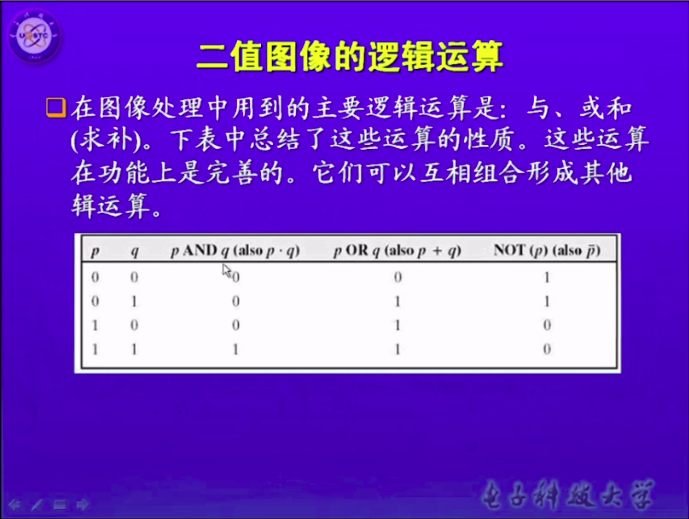 二值图像的逻辑运算
在图像处理中用到的主要逻辑运算是：与、或和
(求补)。下表中总结了这些运算的性质。这些运算
在功能上是完善的。它们可以互相组合形成其他
辑运算。
p q p AND q (also p · q) p OR q (also p + q) NOT (p) (also p̄)
0 0 0 0 1
0 1 0 1 1
1 0 0 1 0
1 1 1 1 0
电子科技大学